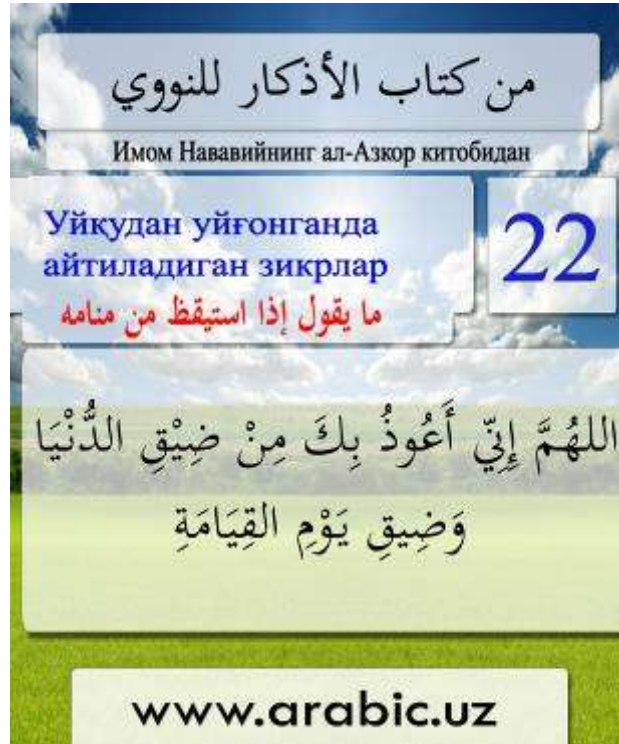 من كتاب الأذكار للنووي
Имом Нававийнинг ал-Азкор китобидан
Уйқудан уйғонганда
айтиладиган зикрлар
22
ما يقول إذا استيقظ من منامه
اللهُمَّ إِنِّي أَعُوذُ بِكَ مِنْ ضِيْقِ الدُّنْيَا
وَضِيقِ يَوْمِ القِيَامَةِ
www.arabic.uz